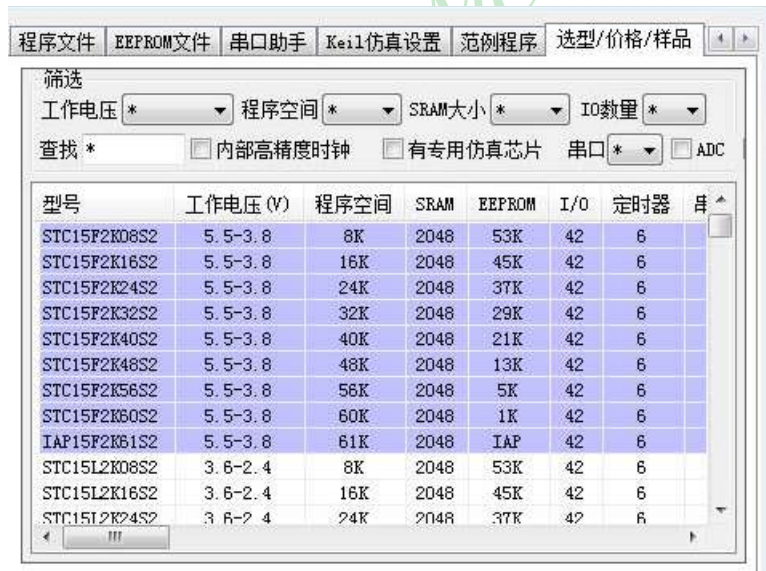 程序文件 EEPROM文件 串口助手 Keil仿真设置 范例程序 选型/价格/样品
筛选
工作电压 * 程序空间 * SRAM大小 * IO数量 *
查找 * 内部高精度时钟 有专用仿真芯片 串口 * ADC
型号 工作电压(V) 程序空间 SRAM EEPROM I/O 定时器 串
STC15F2K08S2 5.5-3.8 8K 2048 53K 42 6
STC15F2K16S2 5.5-3.8 16K 2048 45K 42 6
STC15F2K24S2 5.5-3.8 24K 2048 37K 42 6
STC15F2K32S2 5.5-3.8 32K 2048 29K 42 6
STC15F2K40S2 5.5-3.8 40K 2048 21K 42 6
STC15F2K48S2 5.5-3.8 48K 2048 13K 42 6
STC15F2K56S2 5.5-3.8 56K 2048 5K 42 6
STC15F2K60S2 5.5-3.8 60K 2048 1K 42 6
IAP15F2K61S2 5.5-3.8 61K 2048 IAP 42 6
STC15L2K08S2 3.6-2.4 8K 2048 53K 42 6
STC15L2K16S2 3.6-2.4 16K 2048 45K 42 6
STC15L2K24S2 3.6-2.4 24K 2048 37K 42 6